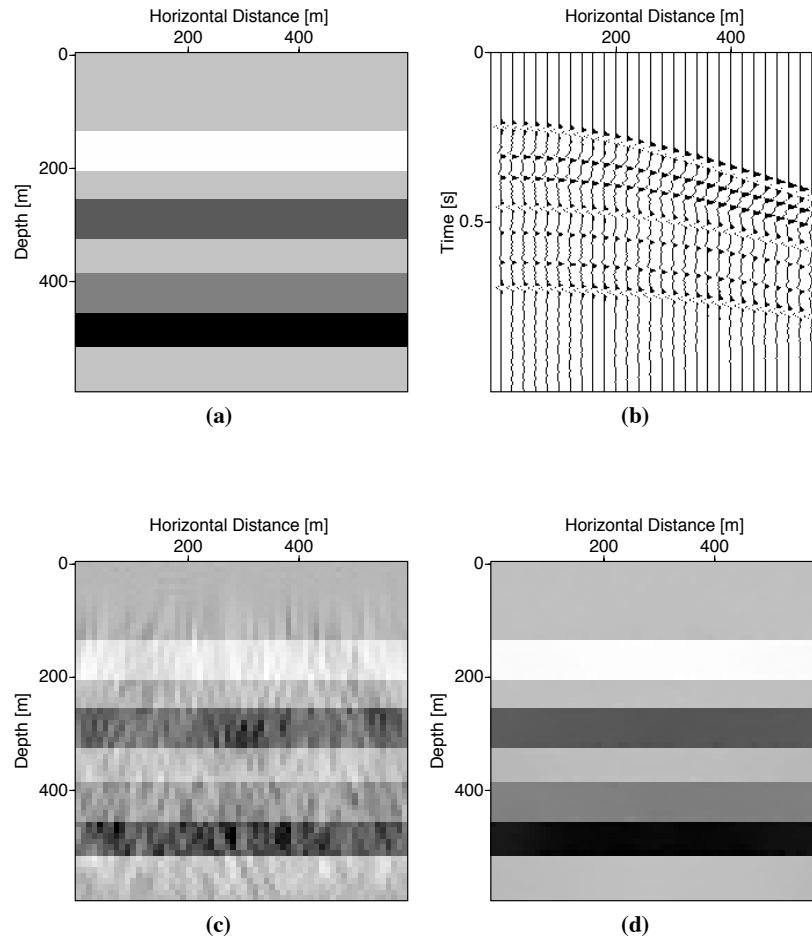 Horizontal Distance [m]
200 400
0
200
400
Depth [m]
(a)
Horizontal Distance [m]
200 400
0
0.5
Time [s]
(b)
Horizontal Distance [m]
200 400
0
200
400
Depth [m]
(c)
Horizontal Distance [m]
200 400
0
200
400
Depth [m]
(d)